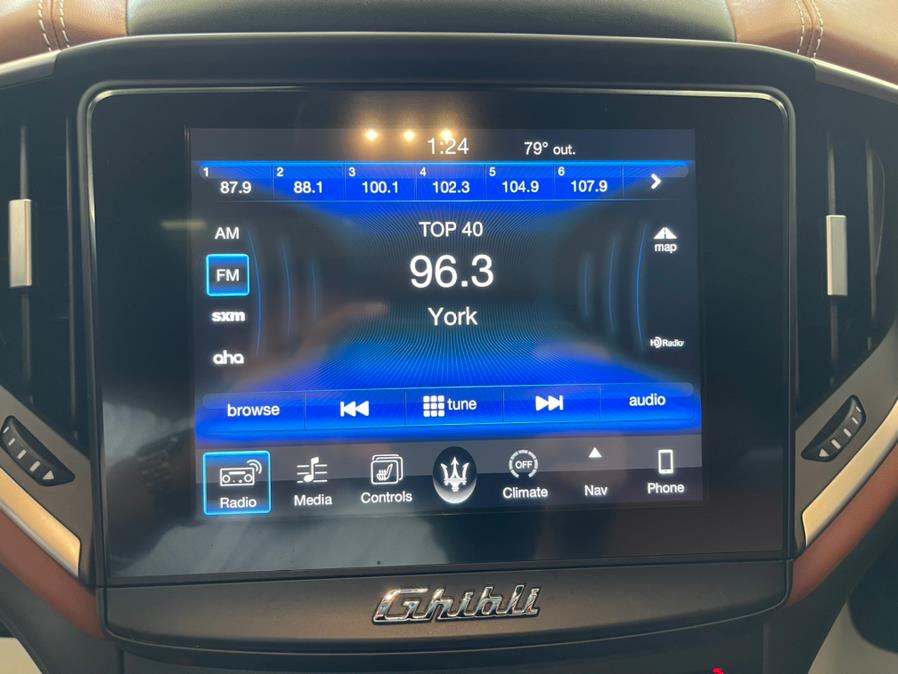 1:24 79° out.
1 2 3 4 5 6
87.9 88.1 100.1 102.3 104.9 107.9
AM
TOP 40
map
FM
96.3
sxm
York
HD Radio
aha
browse tune audio
OFF
Radio Media Controls Climate Nav Phone
Ghibli